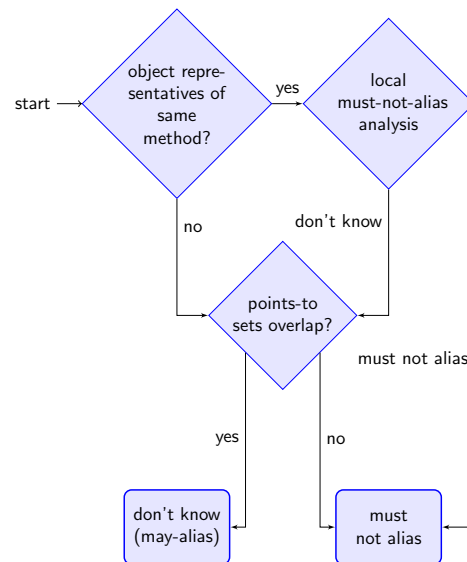 start
object repre-
sentatives of
same
method?
yes
local
must-not-alias
analysis
no
don't know
points-to
sets overlap?
must not alias
yes
no
don't know
(may-alias)
must
not alias